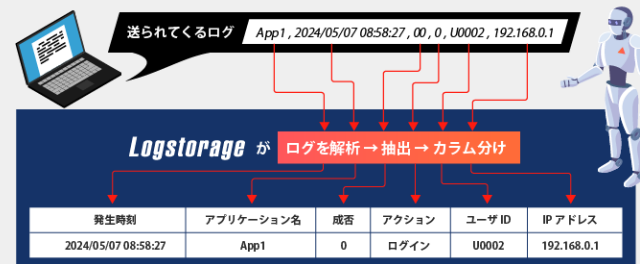 送られてくるログ
App1 , 2024/05/07 08:58:27 , 00 , 0 , U0002 , 192.168.0.1
Logstorage が ログを解析 → 抽出 → カラム分け
発生時刻 アプリケーション名 成否 アクション ユーザ ID IP アドレス
2024/05/07 08:58:27 App1 0 ログイン U0002 192.168.0.1